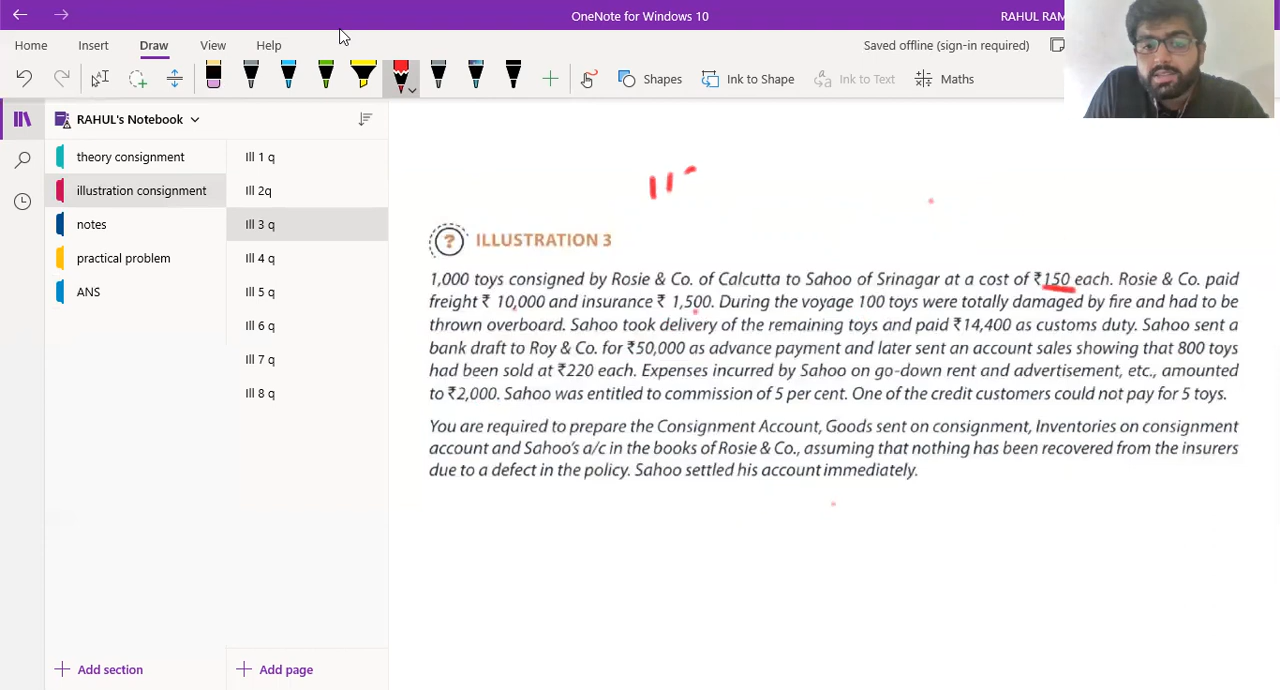 OneNote for Windows 10
RAHUL RAM
Home Insert Draw View Help
Saved offline (sign-in required)
Shapes Ink to Shape Ink to Text Maths
RAHUL's Notebook
theory consignment
illustration consignment
notes
practical problem
ANS
Ill 1 q
Ill 2q
Ill 3 q
Ill 4 q
Ill 5 q
Ill 6 q
Ill 7 q
Ill 8 q
Add section
Add page
? ILLUSTRATION 3
1,000 toys consigned by Rosie & Co. of Calcutta to Sahoo of Srinagar at a cost of ₹150 each. Rosie & Co. paid
freight ₹ 10,000 and insurance ₹ 1,500. During the voyage 100 toys were totally damaged by fire and had to be
thrown overboard. Sahoo took delivery of the remaining toys and paid ₹14,400 as customs duty. Sahoo sent a
bank draft to Roy & Co. for ₹50,000 as advance payment and later sent an account sales showing that 800 toys
had been sold at ₹220 each. Expenses incurred by Sahoo on go-down rent and advertisement, etc., amounted
to ₹2,000. Sahoo was entitled to commission of 5 per cent. One of the credit customers could not pay for 5 toys.
You are required to prepare the Consignment Account, Goods sent on consignment, Inventories on consignment
account and Sahoo's a/c in the books of Rosie & Co., assuming that nothing has been recovered from the insurers
due to a defect in the policy. Sahoo settled his account immediately.